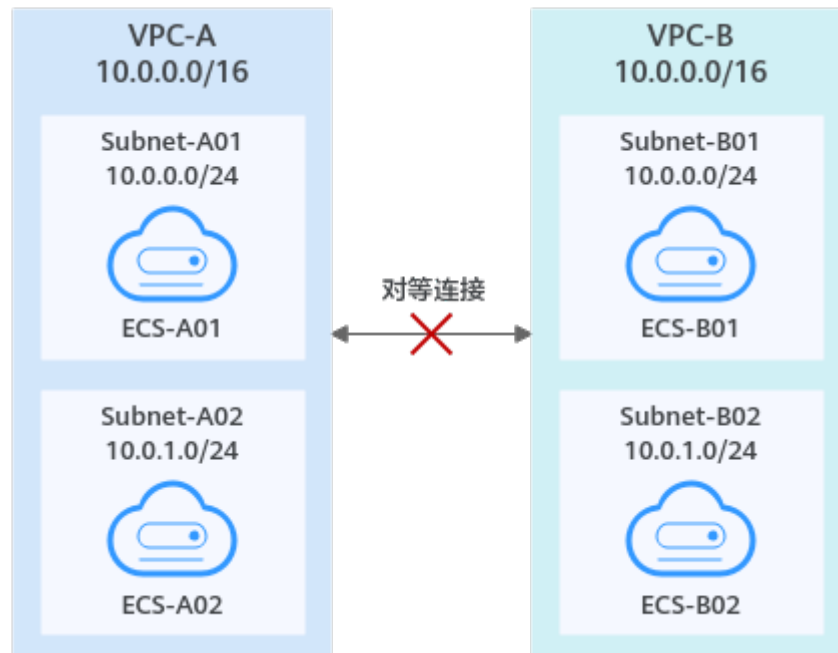 VPC-A
10.0.0.0/16
Subnet-A01
10.0.0.0/24
ECS-A01
Subnet-A02
10.0.1.0/24
ECS-A02
对等连接
VPC-B
10.0.0.0/16
Subnet-B01
10.0.0.0/24
ECS-B01
Subnet-B02
10.0.1.0/24
ECS-B02